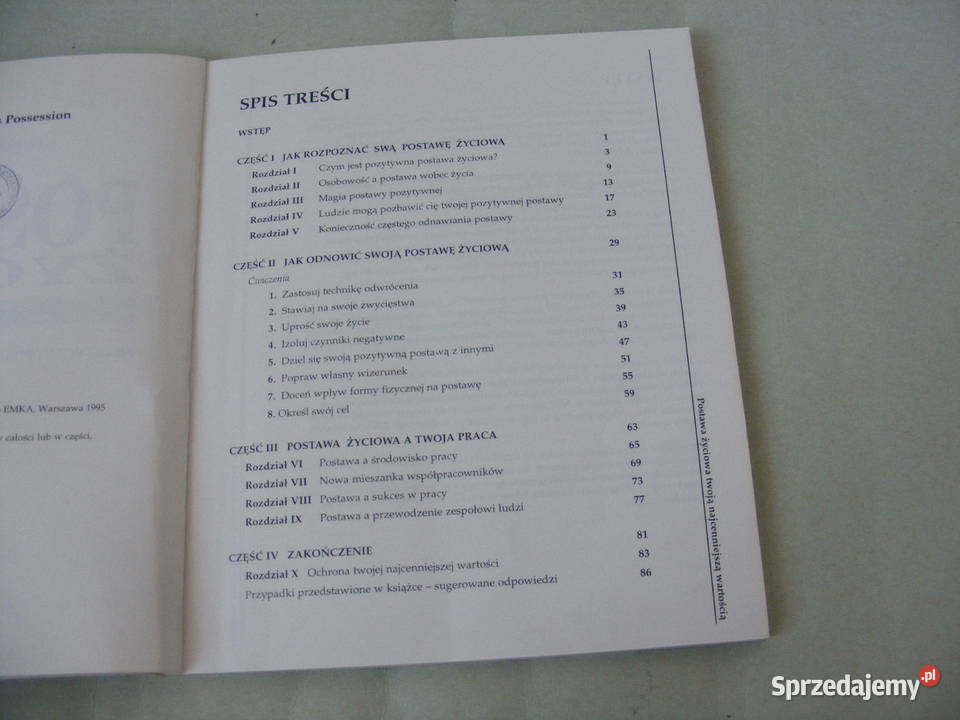 Possession
EMKA, Warszawa 1995
całości lub w części,
SPIS TREŚCI
WSTĘP
CZĘŚĆ I JAK ROZPOZNAĆ SWĄ POSTAWĘ ŻYCIOWĄ 1
Rozdział I Czym jest pozytywna postawa życiowa? 3
Rozdział II Osobowość a postawa wobec życia 9
Rozdział III Magia postawy pozytywnej 13
Rozdział IV Ludzie mogą pozbawić cię twojej pozytywnej postawy 17
Rozdział V Konieczność częstego odnawiania postawy 23
CZĘŚĆ II JAK ODNOWIĆ SWOJĄ POSTAWĘ ŻYCIOWĄ 29
Ćwiczenia
1. Zastosuj technikę odwrócenia 31
2. Stawiaj na swoje zwycięstwa 35
3. Uprość swoje życie 39
4. Izoluj czynniki negatywne 43
5. Dziel się swoją pozytywną postawą z innymi 47
6. Popraw własny wizerunek 51
7. Doceń wpływ formy fizycznej na postawę 55
8. Określ swój cel 59
CZĘŚĆ III POSTAWA ŻYCIOWA A TWOJA PRACA 63
Rozdział VI Postawa a środowisko pracy 65
Rozdział VII Nowa mieszanka współpracowników 69
Rozdział VIII Postawa a sukces w pracy 73
Rozdział IX Postawa a przewodzenie zespołowi ludzi 77
CZĘŚĆ IV ZAKOŃCZENIE 81
Rozdział X Ochrona twojej najcenniejszej wartości 83
Przypadki przedstawione w książce – sugerowane odpowiedzi 86
Postawa życiowa twoją najcenniejszą wartością
Sprzedajemy.pl